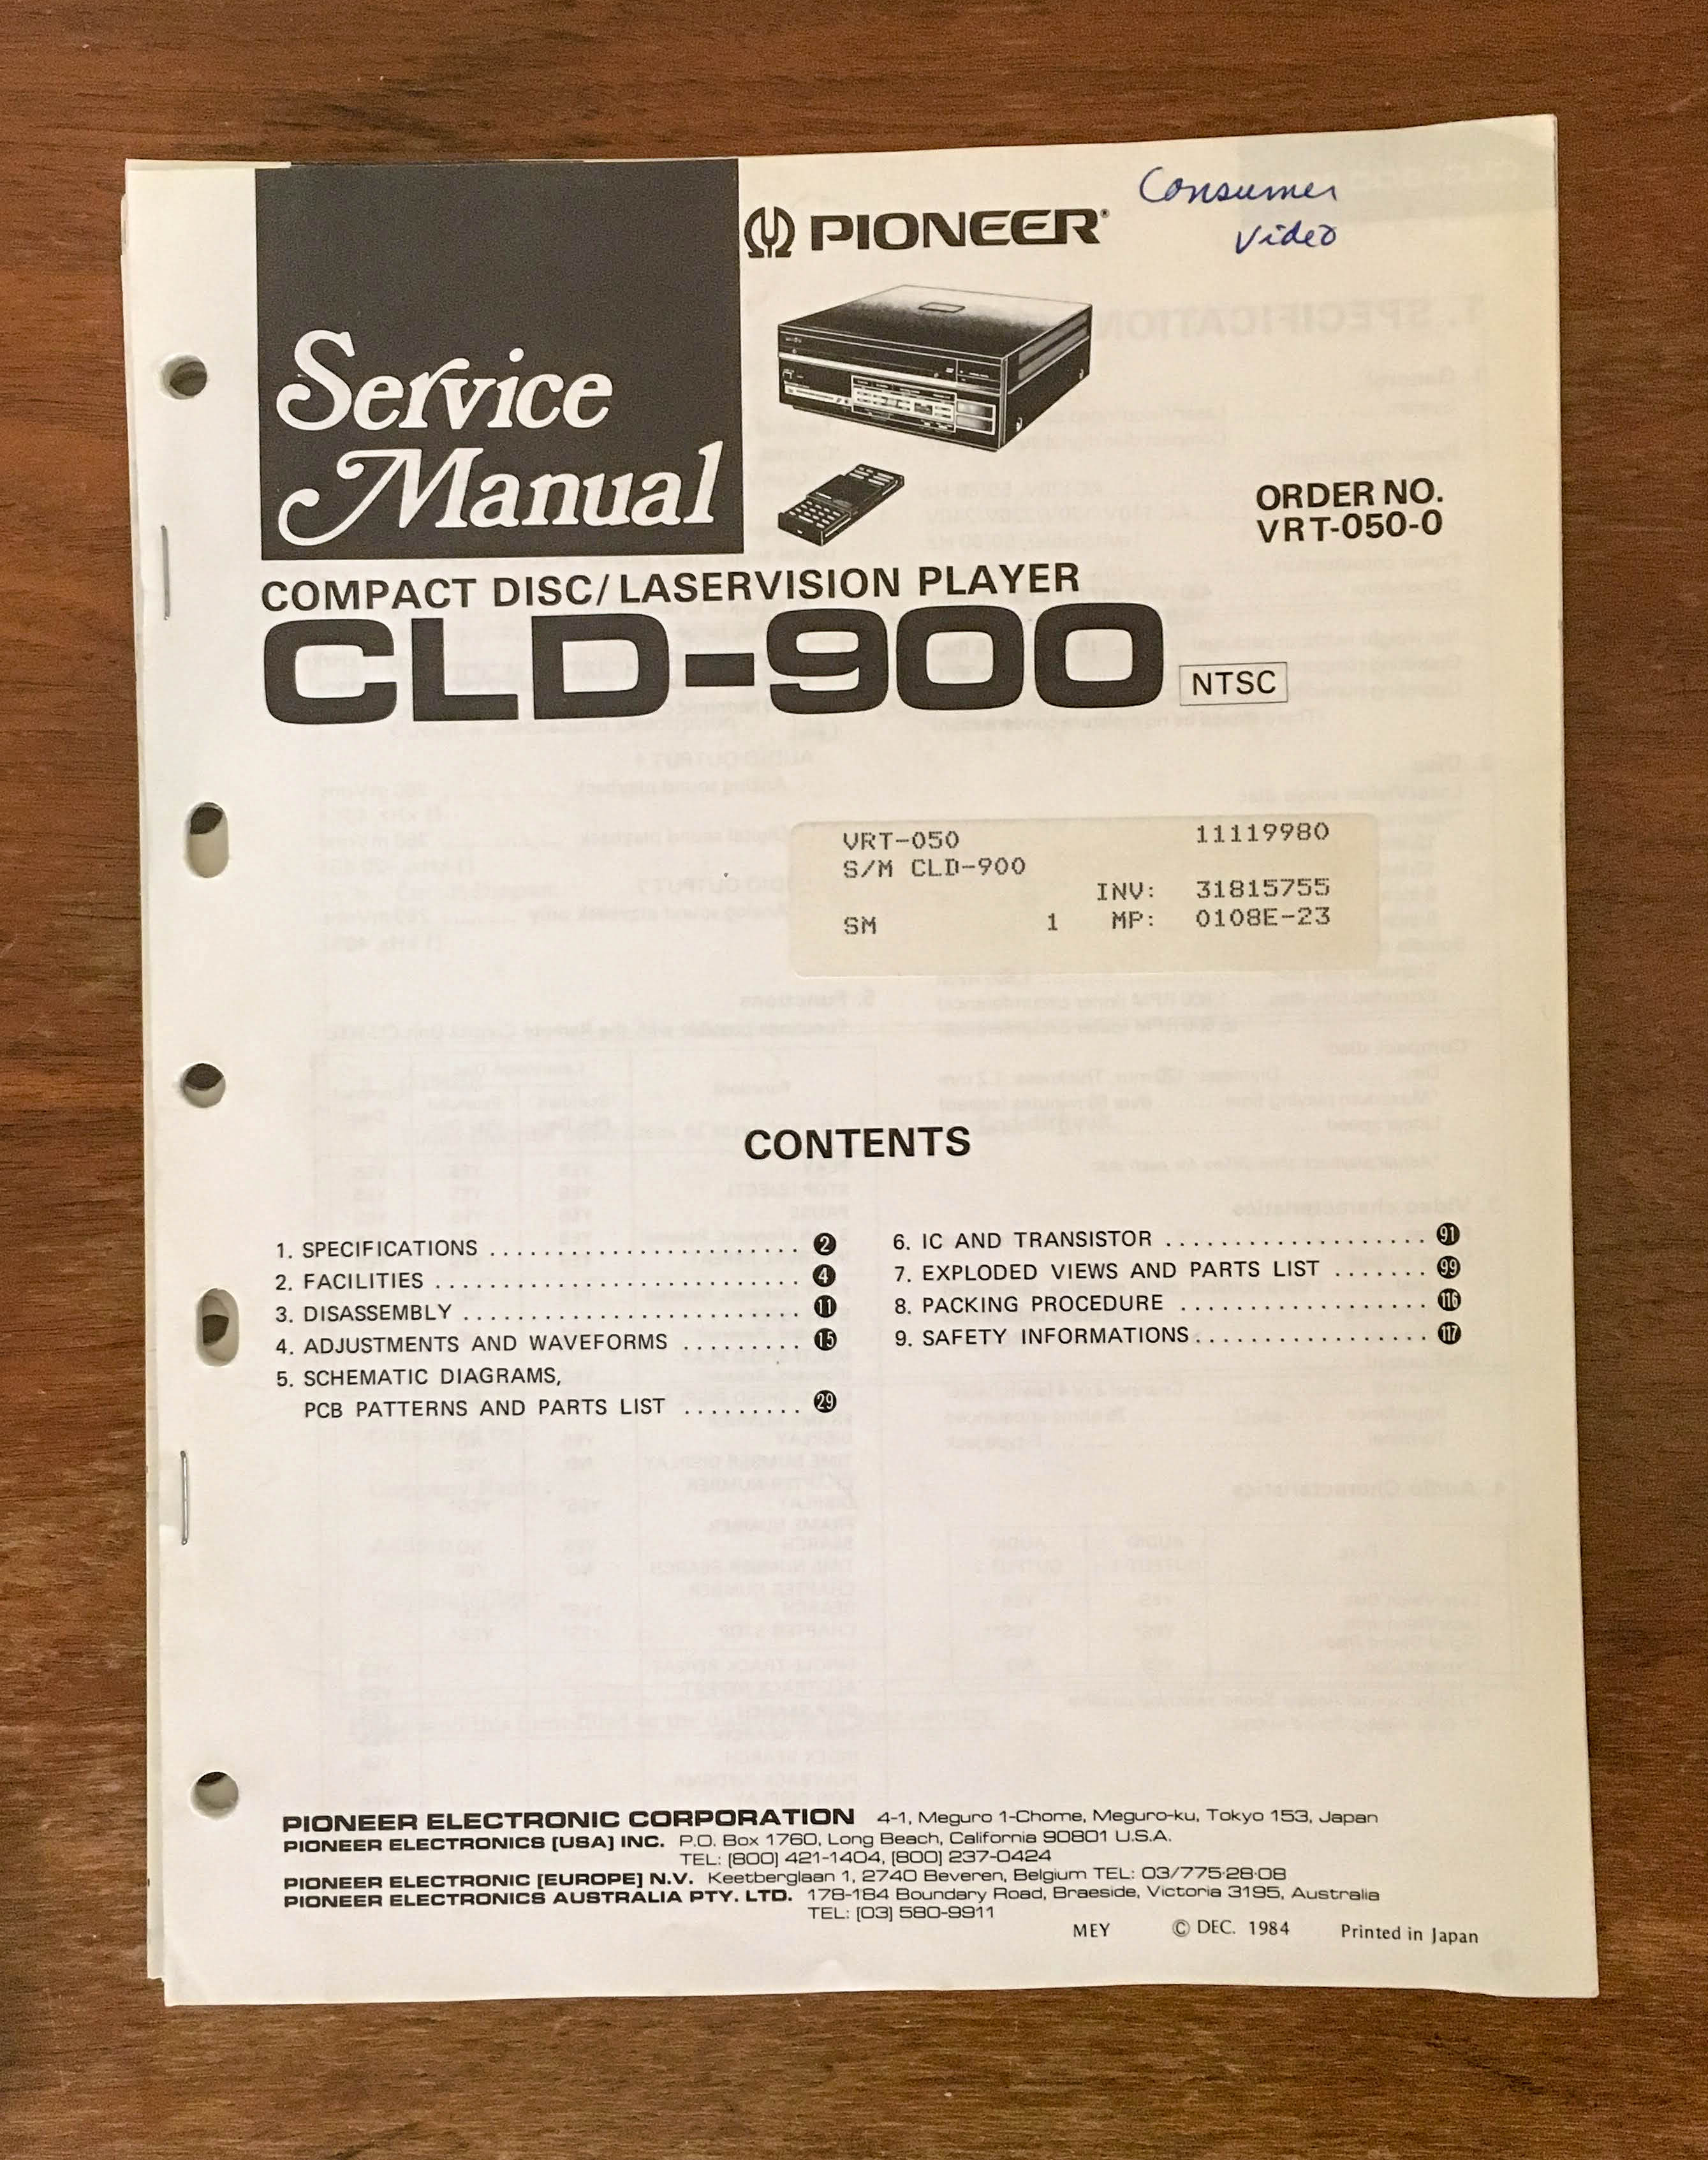 Consumer
Video
PIONEER®
Service
Manual
ORDER NO.
VRT-050-0
COMPACT DISC/LASERVISION PLAYER
CLD-900 NTSC
VRT-050 11119980
S/M CLD-900
INV: 31815755
SM 1 MP: 0108E-23
CONTENTS
1. SPECIFICATIONS ....................... 2
2. FACILITIES ........................... 4
3. DISASSEMBLY .......................... 11
4. ADJUSTMENTS AND WAVEFORMS ......... 15
5. SCHEMATIC DIAGRAMS,
PCB PATTERNS AND PARTS LIST ......... 29
6. IC AND TRANSISTOR ................... 91
7. EXPLODED VIEWS AND PARTS LIST ....... 99
8. PACKING PROCEDURE .................. 116
9. SAFETY INFORMATIONS................. 117
PIONEER ELECTRONIC CORPORATION 4-1, Meguro 1-Chome, Meguro-ku, Tokyo 153, Japan
PIONEER ELECTRONICS [USA] INC. P.O. Box 1760, Long Beach, California 90801 U.S.A.
TEL: [800] 421-1404, [800] 237-0424
PIONEER ELECTRONIC [EUROPE] N.V. Keetberglaan 1, 2740 Beveren, Belgium TEL: 03/775·28·08
PIONEER ELECTRONICS AUSTRALIA PTY. LTD. 178-184 Boundary Road, Braeside, Victoria 3195, Australia
TEL: [03] 580-9911
MEY © DEC. 1984 Printed in Japan